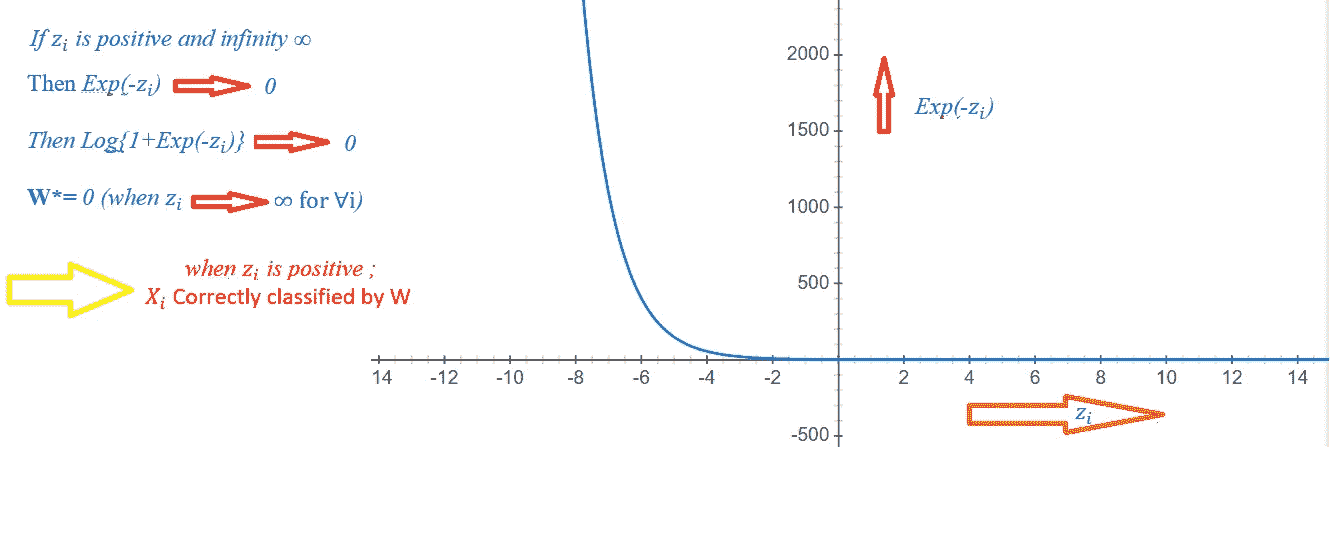 If zᵢ is positive and infinity ∞
Then Exp(-zᵢ) 0
Then Log{1+Exp(-zᵢ)} 0
W*= 0 (when zᵢ ∞ for ∀i)
when zᵢ is positive ;
Xᵢ Correctly classified by W
2000
1500
1000
500
-500
Exp(-zᵢ)
14 -12 -10 -8 -6 -4 -2 2 4 6 8 10 12 14
zᵢ